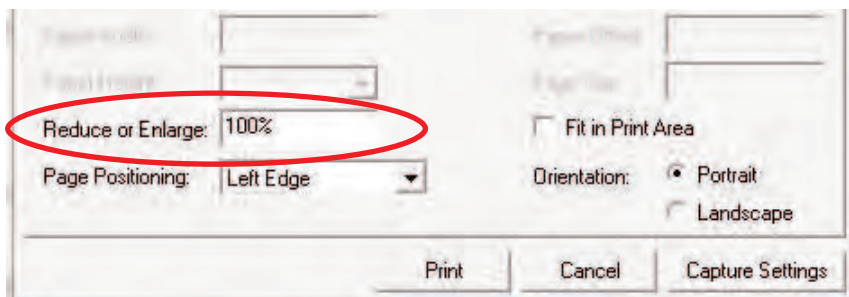 Reduce or Enlarge: 100% Fit in Print Area
Page Positioning: Left Edge Orientation: Portrait
Landscape
Print Cancel Capture Settings